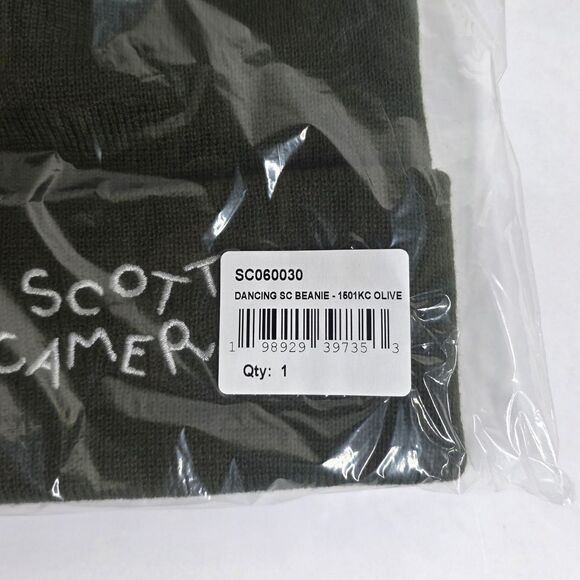 SCOTT
CAMER
SC060030
DANCING SC BEANIE - 1501KC OLIVE
1 98929 39735 3
Qty: 1